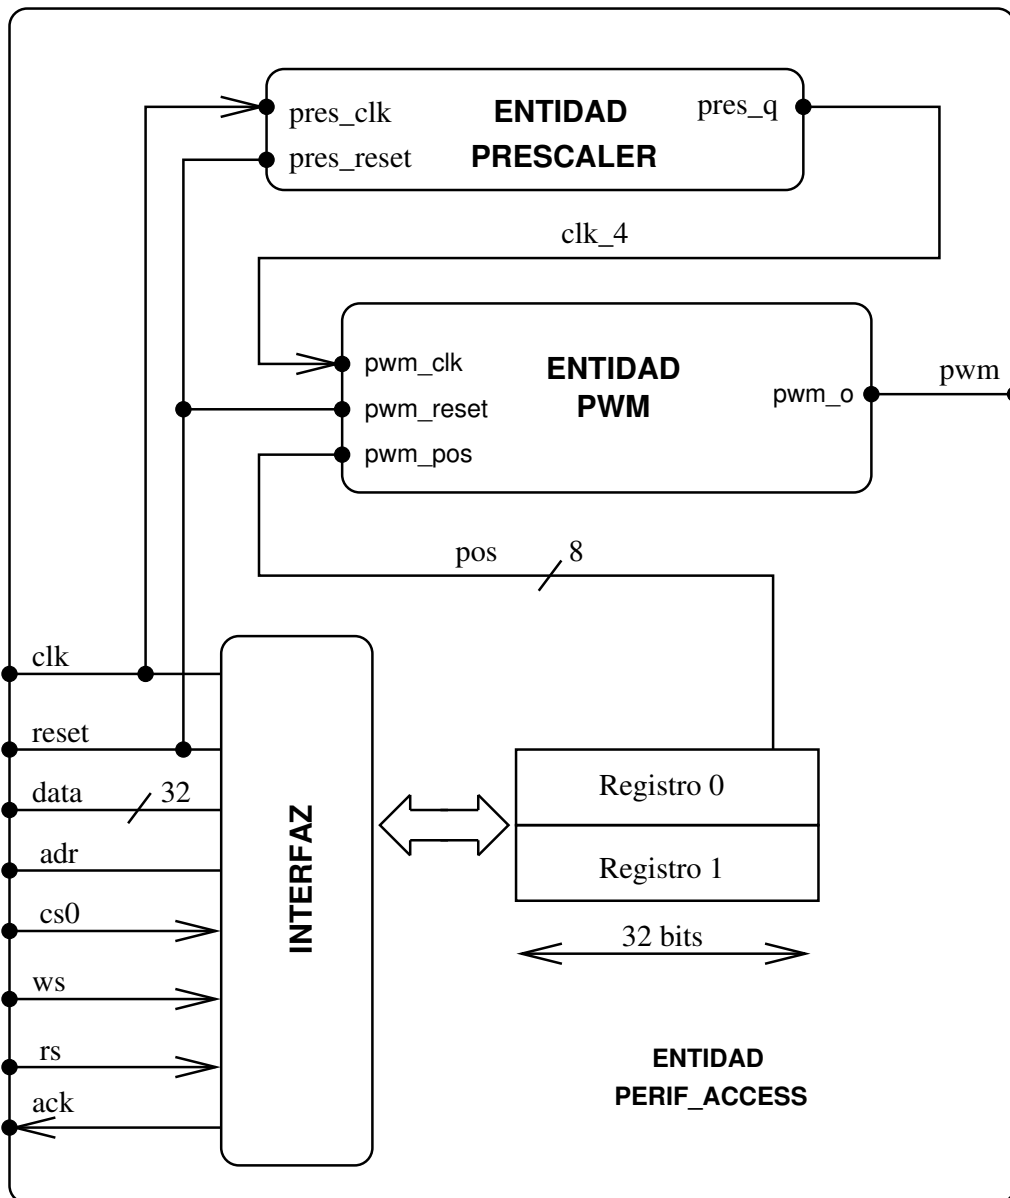 pres_clk
pres_reset
ENTIDAD
PRESCALER
pres_q
clk_4
pwm_clk
pwm_reset
pwm_pos
ENTIDAD
PWM
pwm_o
pwm
pos
8
clk
reset
data
32
adr
cs0
ws
rs
ack
INTERFAZ
Registro 0
Registro 1
32 bits
ENTIDAD
PERIF_ACCESS